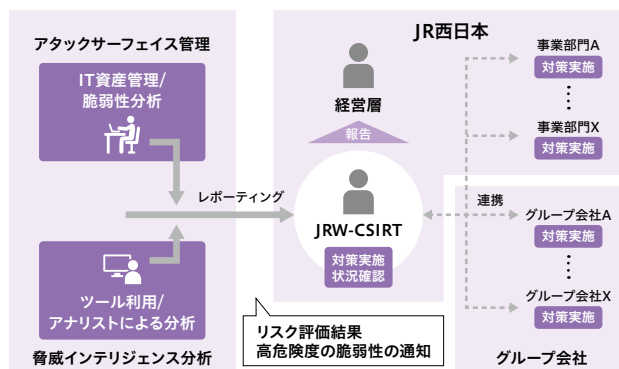 アタックサーフェイス管理
IT資産管理/
脆弱性分析
ツール利用/
アナリストによる分析
脅威インテリジェンス分析
レポーティング
JR西日本
経営層
報告
JRW-CSIRT
対策実施
状況確認
リスク評価結果
高危険度の脆弱性の通知
連携
事業部門A
対策実施
事業部門X
対策実施
グループ会社A
対策実施
グループ会社X
対策実施
グループ会社